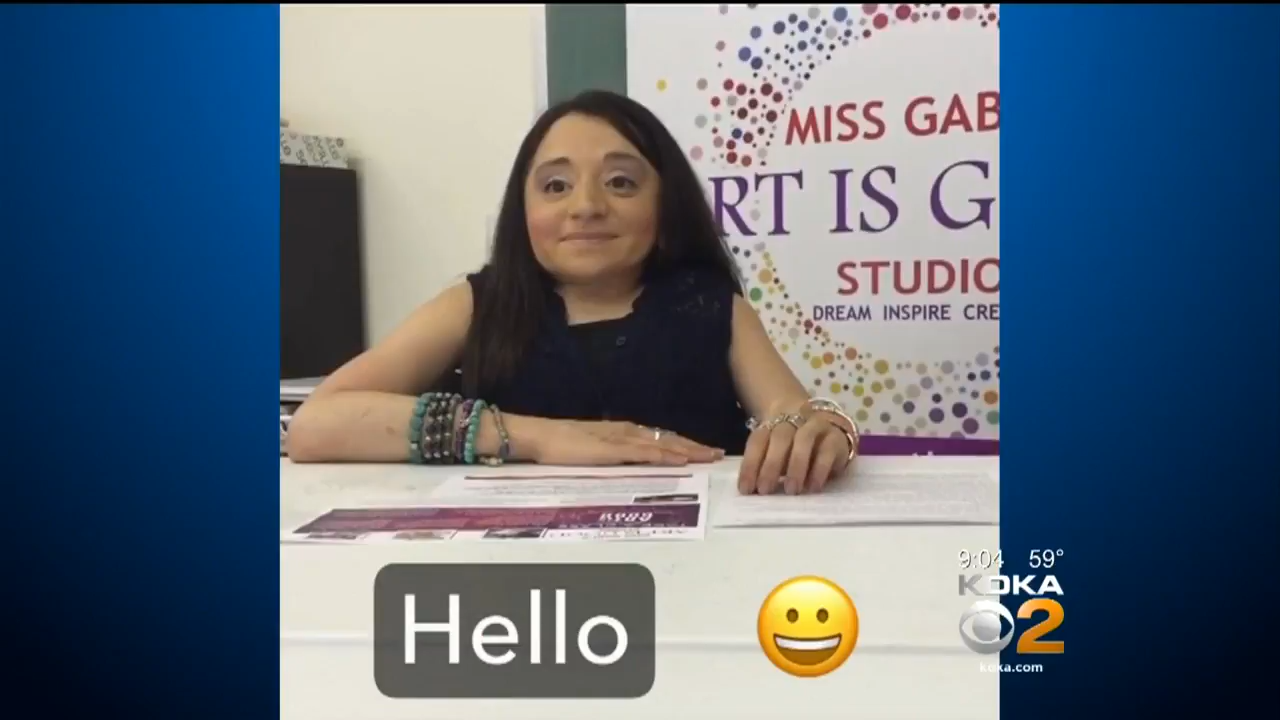 MISS GAB
RT IS G
STUDIO
DREAM INSPIRE CRE
Hello
9:04 59°
KDKA
2
kdka.com